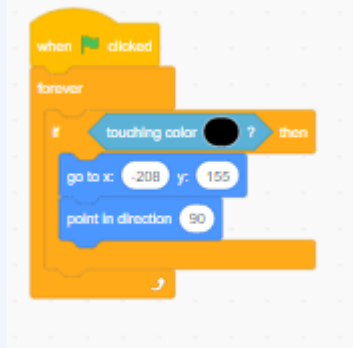 when clicked
forever
if touching color ? then
go to x: -208 y: 155
point in direction 90